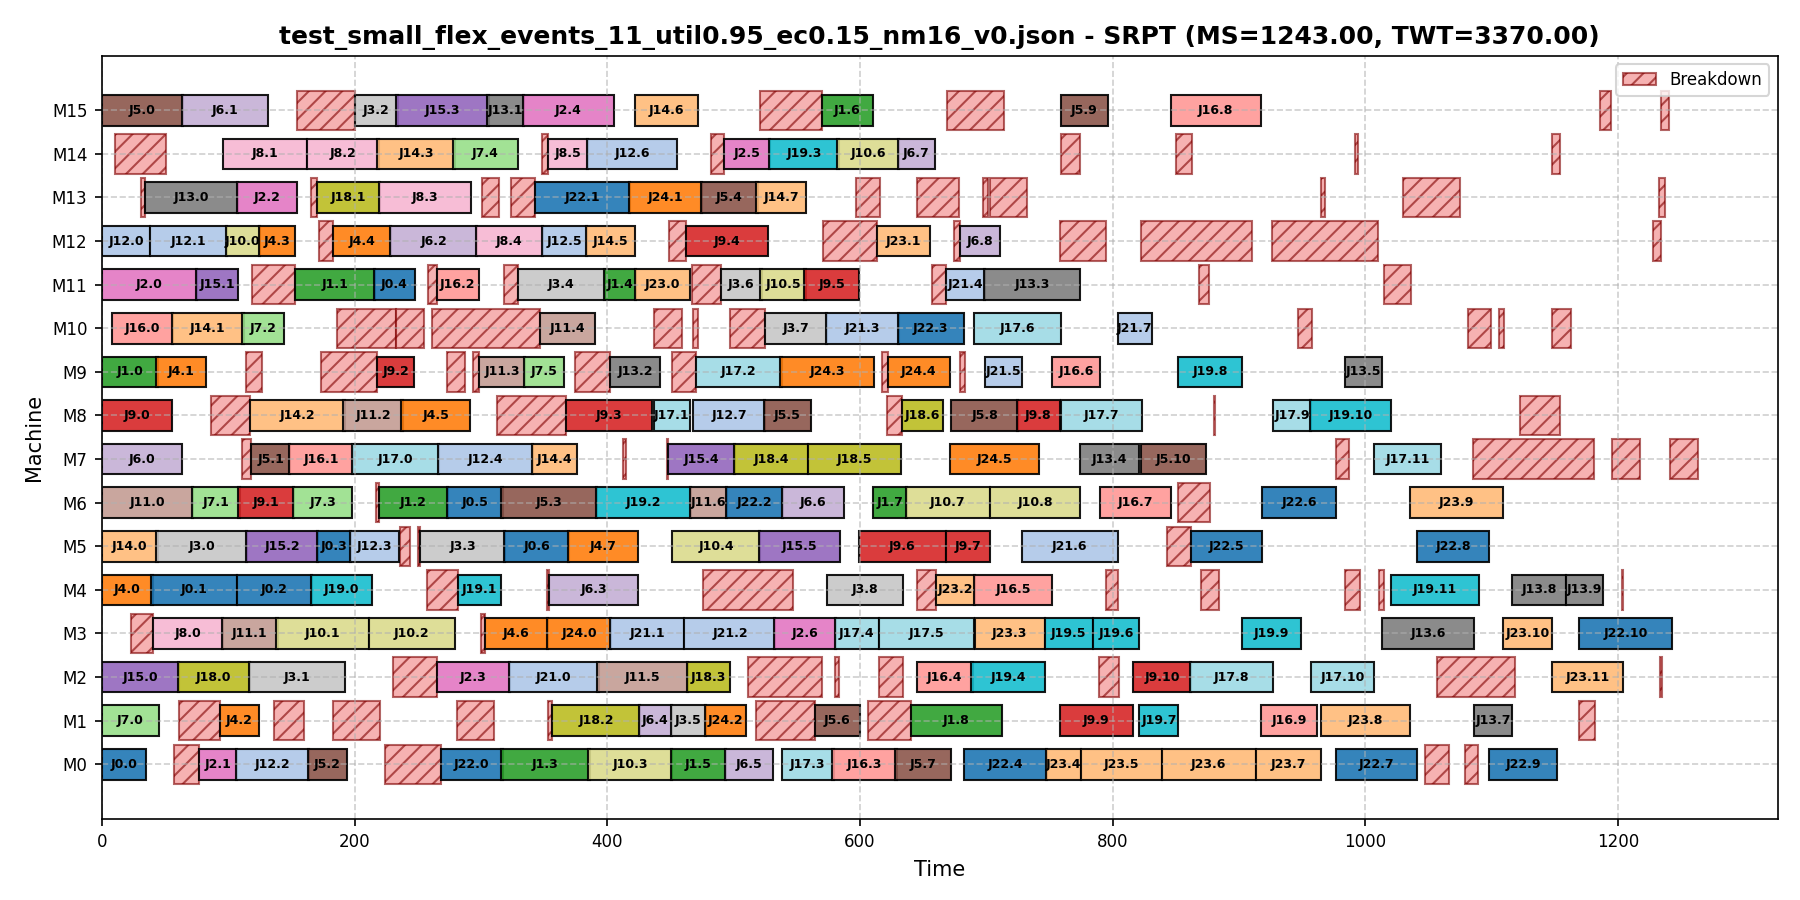 test_small_flex_events_11_util0.95_ec0.15_nm16_v0.json - SRPT (MS=1243.00, TWT=3370.00)
Breakdown
M15 J5.0 J6.1 J3.2 J15.3 J13.1 J2.4 J14.6 J1.6 J5.9 J16.8
M14 J8.1 J8.2 J14.3 J7.4 J8.5 J12.6 J2.5 J19.3 J10.6 J6.7
M13 J13.0 J2.2 J18.1 J8.3 J22.1 J24.1 J5.4 J14.7
M12 J12.0 J12.1 J10.0 J4.3 J4.4 J6.2 J8.4 J12.5 J14.5 J9.4 J23.1 J6.8
M11 J2.0 J15.1 J1.1 J0.4 J16.2 J3.4 J1.4 J23.0 J3.6 J10.5 J9.5 J21.4 J13.3
M10 J16.0 J14.1 J7.2 J11.4 J3.7 J21.3 J22.3 J17.6 J21.7
M9 J1.0 J4.1 J9.2 J11.3 J7.5 J13.2 J17.2 J24.3 J24.4 J21.5 J16.6 J19.8 J13.5
M8 J9.0 J14.2 J11.2 J4.5 J9.3 J17.1 J12.7 J5.5 J18.6 J5.8 J9.8 J17.7 J17.9 J19.10
M7 J6.0 J5.1 J16.1 J17.0 J12.4 J14.4 J15.4 J18.4 J18.5 J24.5 J13.4 J5.10 J17.11
M6 J11.0 J7.1 J9.1 J7.3 J1.2 J0.5 J5.3 J19.2 J11.6 J22.2 J6.6 J1.7 J10.7 J10.8 J16.7 J22.6 J23.9
M5 J14.0 J3.0 J15.2 J0.3 J12.3 J3.3 J0.6 J4.7 J10.4 J15.5 J9.6 J9.7 J21.6 J22.5 J22.8
M4 J4.0 J0.1 J0.2 J19.0 J19.1 J6.3 J3.8 J23.2 J16.5 J19.11 J13.8 J13.9
M3 J8.0 J11.1 J10.1 J10.2 J4.6 J24.0 J21.1 J21.2 J2.6 J17.4 J17.5 J23.3 J19.5 J19.6 J19.9 J13.6 J23.10 J22.10
M2 J15.0 J18.0 J3.1 J2.3 J21.0 J11.5 J18.3 J16.4 J19.4 J9.10 J17.8 J17.10 J23.11
M1 J7.0 J4.2 J18.2 J6.4 J3.5 J24.2 J5.6 J1.8 J9.9 J19.7 J16.9 J23.8 J13.7
M0 J0.0 J2.1 J12.2 J5.2 J22.0 J1.3 J10.3 J1.5 J6.5 J17.3 J16.3 J5.7 J22.4 J23.4 J23.5 J23.6 J23.7 J22.7 J22.9
0 200 400 600 800 1000 1200
Time
Machine